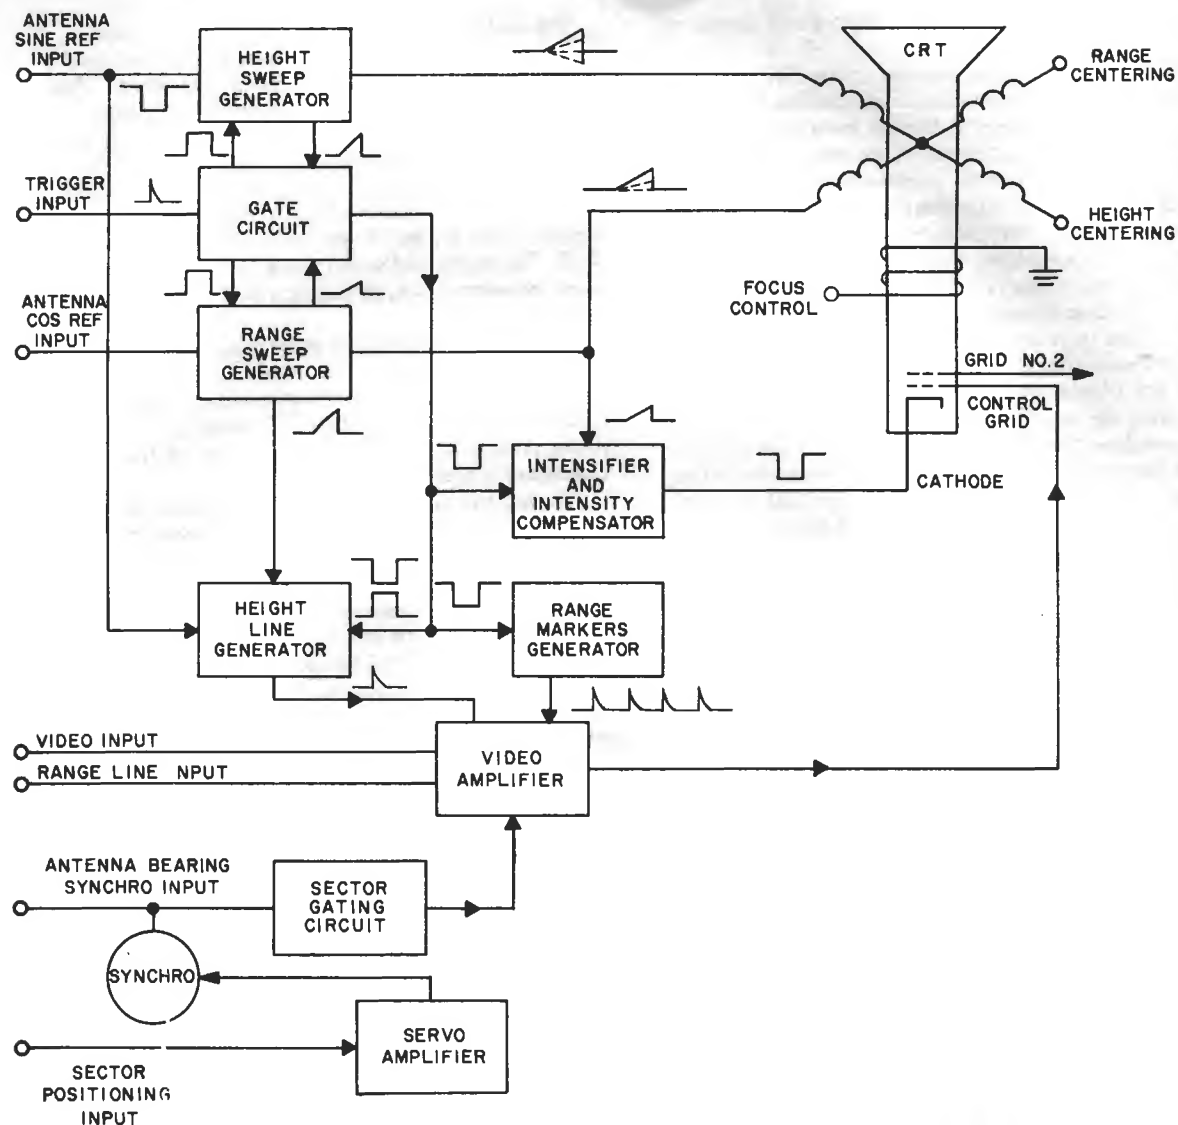 ANTENNA
SINE REF
INPUT
HEIGHT
SWEEP
GENERATOR
CRT
RANGE
CENTERING
TRIGGER
INPUT
GATE
CIRCUIT
HEIGHT
CENTERING
ANTENNA
COS REF
INPUT
RANGE
SWEEP
GENERATOR
FOCUS
CONTROL
GRID NO.2
CONTROL
GRID
CATHODE
INTENSIFIER
AND
INTENSITY
COMPENSATOR
HEIGHT
LINE
GENERATOR
RANGE
MARKERS
GENERATOR
VIDEO INPUT
RANGE LINE NPUT
VIDEO
AMPLIFIER
ANTENNA BEARING
SYNCHRO INPUT
SECTOR
GATING
CIRCUIT
SYNCHRO
SERVO
AMPLIFIER
SECTOR
POSITIONING
INPUT